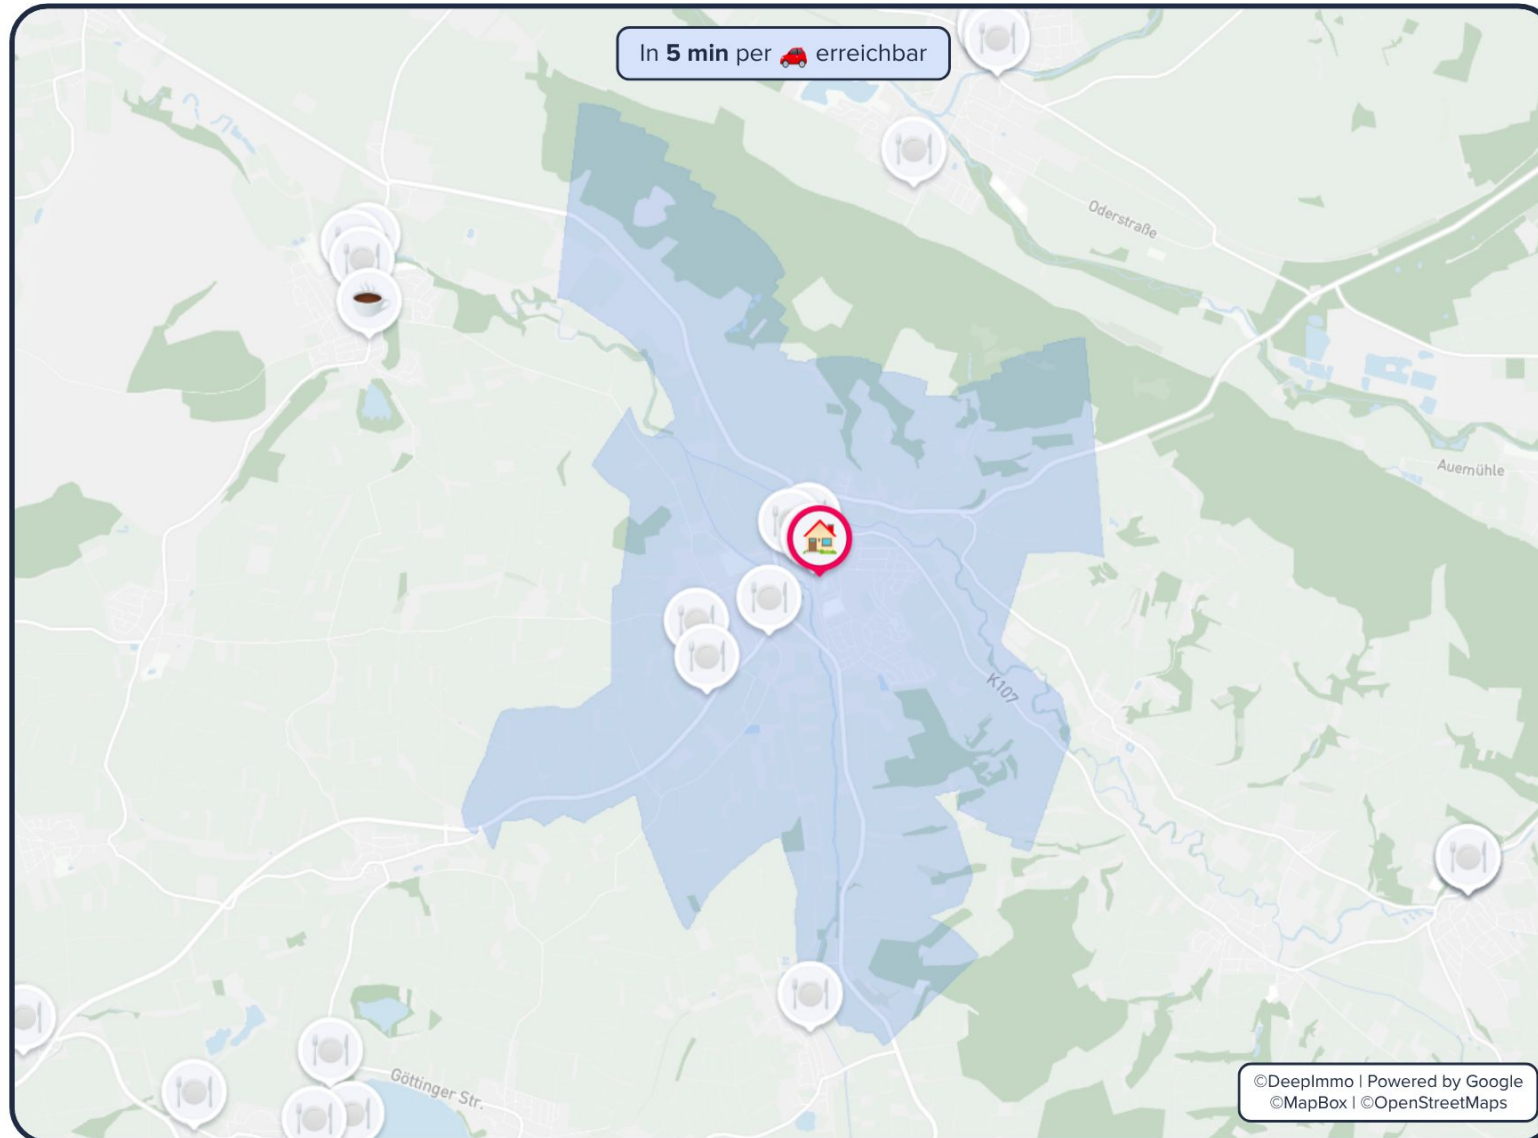 In 5 min per 🚗 erreichbar
Oderstraße
Auemühle
K107
Göttinger Str.
©DeepImmo | Powered by Google
©MapBox | ©OpenStreetMaps